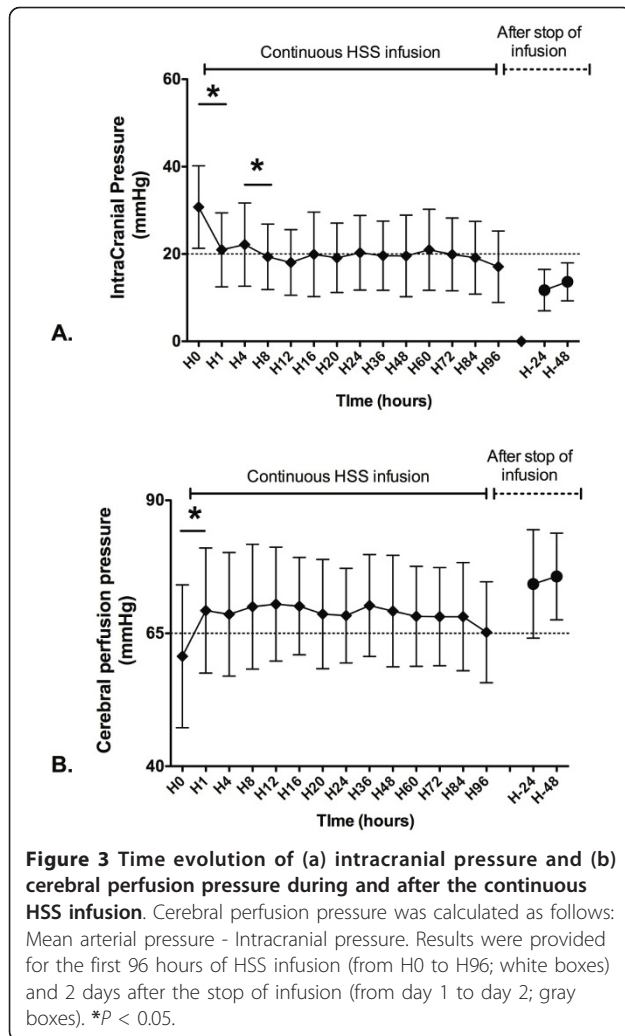 After stop of
infusion
Continuous HSS infusion
*
*
IntraCranial Pressure
(mmHg)
60
40
20
0
A.
H0 H1 H4 H8 H12 H16 H20 H24 H36 H48 H60 H72 H84 H96 H-24 H-48
TIme (hours)
After stop of
infusion
Continuous HSS infusion
*
Cerebral perfusion pressure
(mmHg)
90
65
40
B.
H0 H1 H4 H8 H12 H16 H20 H24 H36 H48 H60 H72 H84 H96 H-24 H-48
TIme (hours)
Figure 3 Time evolution of (a) intracranial pressure and (b)
cerebral perfusion pressure during and after the continuous
HSS infusion. Cerebral perfusion pressure was calculated as follows:
Mean arterial pressure - Intracranial pressure. Results were provided
for the first 96 hours of HSS infusion (from H0 to H96; white boxes)
and 2 days after the stop of infusion (from day 1 to day 2; gray
boxes). *P < 0.05.